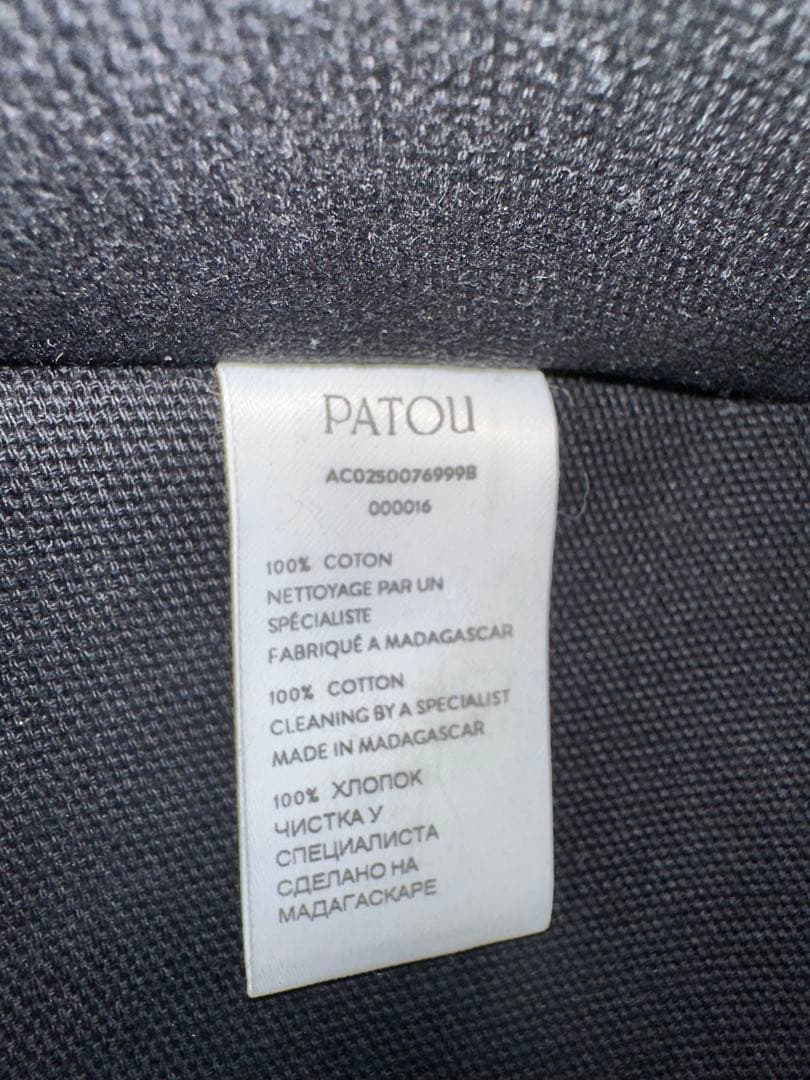 PATOU
AC0250076999B
000016
100% COTON
NETTOYAGE PAR UN
SPÉCIALISTE
FABRIQUÉ A MADAGASCAR
100% COTTON
CLEANING BY A SPECIALIST
MADE IN MADAGASCAR
100% ХЛОПОК
ЧИСТКА У
СПЕЦИАЛИСТА
СДЕЛАНО НА
МАДАГАСКАРЕ